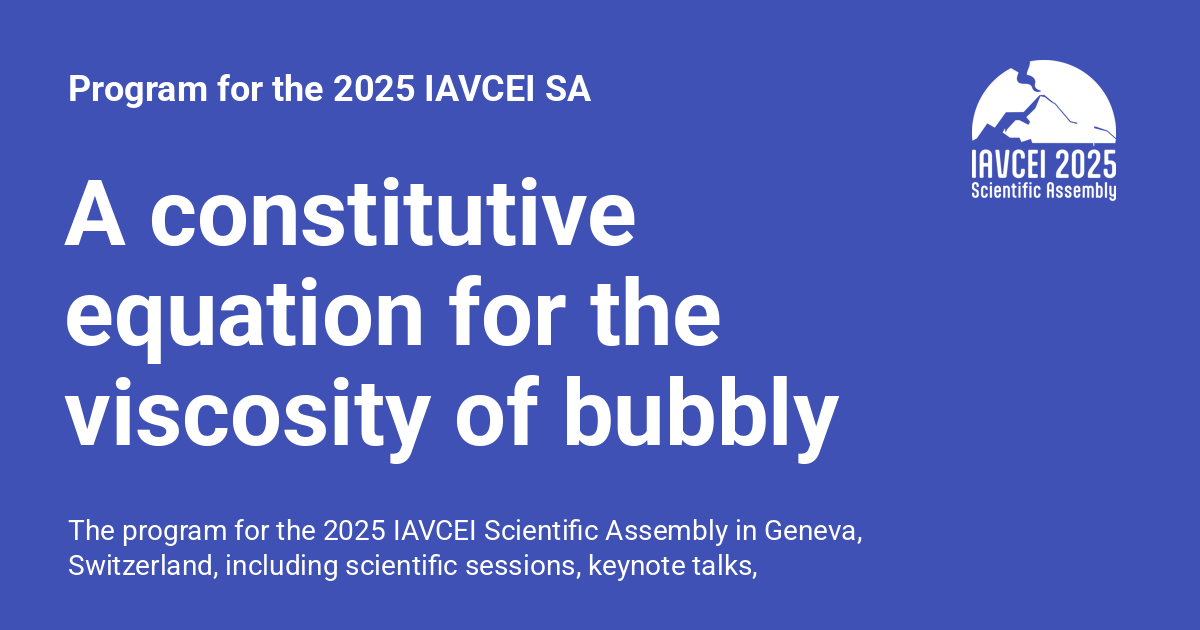 Program for the 2025 IAVCEI SA
IAVCEI 2025
Scientific Assembly
A constitutive
equation for the
viscosity of bubbly
The program for the 2025 IAVCEI Scientific Assembly in Geneva,
Switzerland, including scientific sessions, keynote talks,